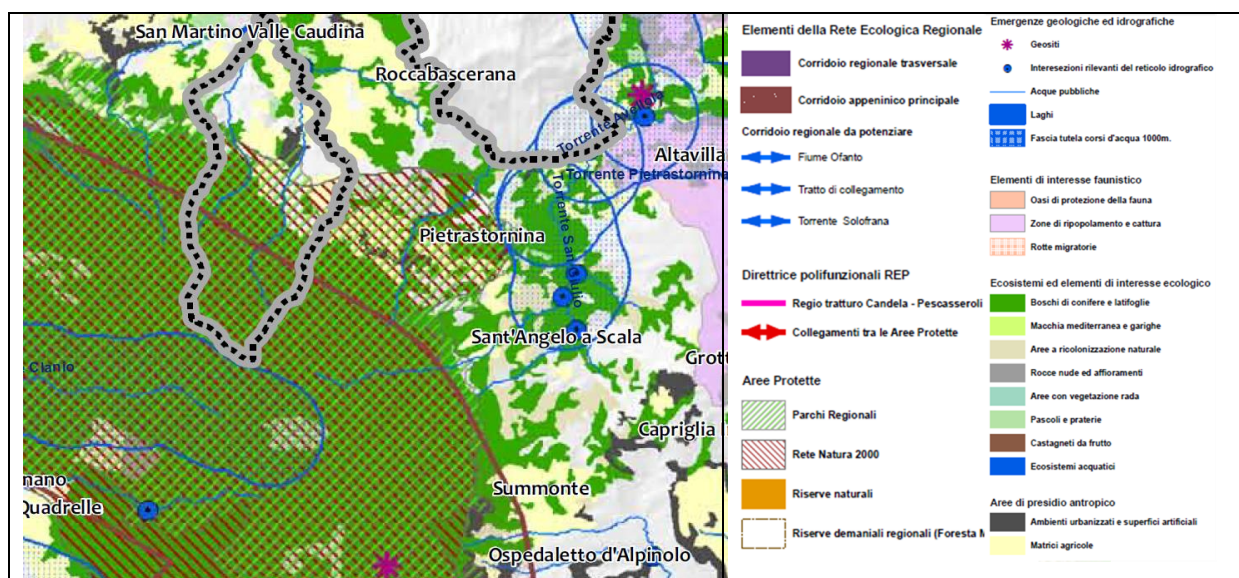 San Martino Valle Caudina
Roccabascerana
Torrente Avellola
Altavilla
Torrente Pietrastornina
Pietrastornina
Torrente San Giulio
Sant'Angelo a Scala
Grott
Clanio
Capriglia
nano
Quadrelle
Summonte
Ospedaletto d'Alpinolo
Elementi della Rete Ecologica Regionale
Corridoio regionale trasversale
Corridoio appeninico principale
Corridoio regionale da potenziare
Fiume Ofanto
Tratto di collegamento
Torrente Solofrana
Direttrice polifunzionali REP
Regio tratturo Candela - Pescasseroli
Collegamenti tra le Aree Protette
Aree Protette
Parchi Regionali
Rete Natura 2000
Riserve naturali
Riserve demaniali regionali (Foresta M
Emergenze geologiche ed idrografiche
Geositi
Interesezioni rilevanti del reticolo idrografico
Acque pubbliche
Laghi
Fascia tutela corsi d'acqua 1000m.
Elementi di interesse faunistico
Oasi di protezione della fauna
Zone di ripopolamento e cattura
Rotte migratorie
Ecosistemi ed elementi di interesse ecologico
Boschi di conifere e latifoglie
Macchia mediterranea e garighe
Aree a ricolonizzazione naturale
Rocce nude ed affioramenti
Aree con vegetazione rada
Pascoli e praterie
Castagneti da frutto
Ecosistemi acquatici
Aree di presidio antropico
Ambienti urbanizzati e superfici artificiali
Matrici agricole